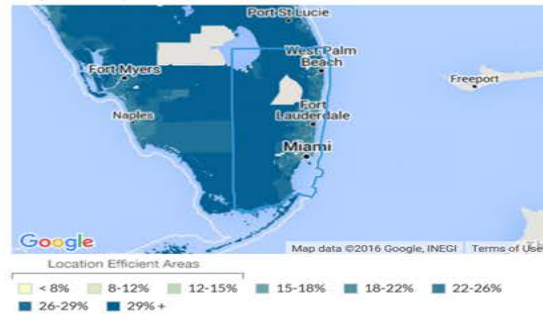 Port St Lucie
West Palm
Beach
Fort Myers
Freeport
Fort
Lauderdale
Naples
Miami
Google
Map data ©2016 Google, INEGI
Terms of Use
Location Efficient Areas
< 8%
8-12%
12-15%
15-18%
18-22%
22-26%
26-29%
29% +